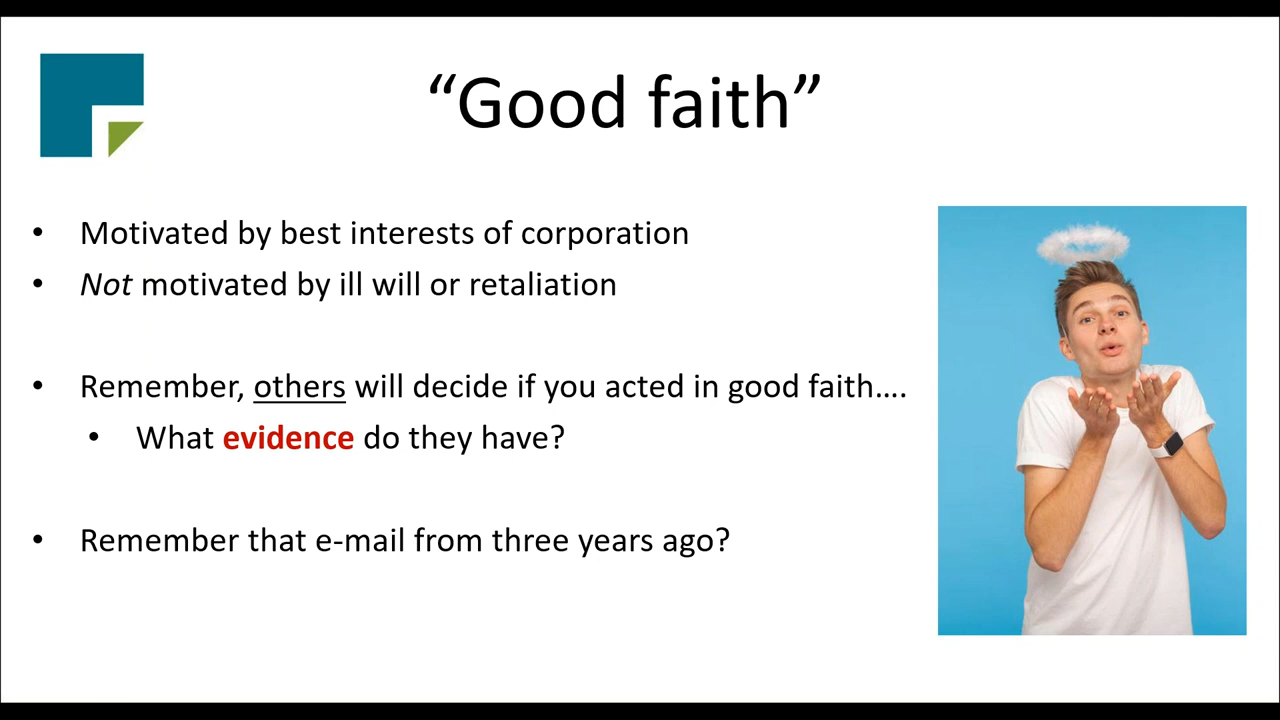 “Good faith”
• Motivated by best interests of corporation
• Not motivated by ill will or retaliation
• Remember, others will decide if you acted in good faith....
• What evidence do they have?
• Remember that e-mail from three years ago?